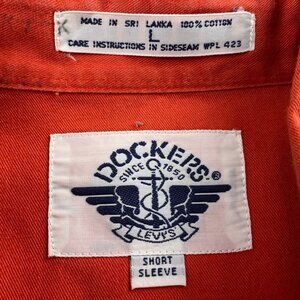 MADE IN SRI LANKA 100% COTTON
L
CARE INSTRUCTIONS IN SIDESEAM WPL 423
DOCKERS®
SINCE 1850
LEVI'S
SHORT
SLEEVE